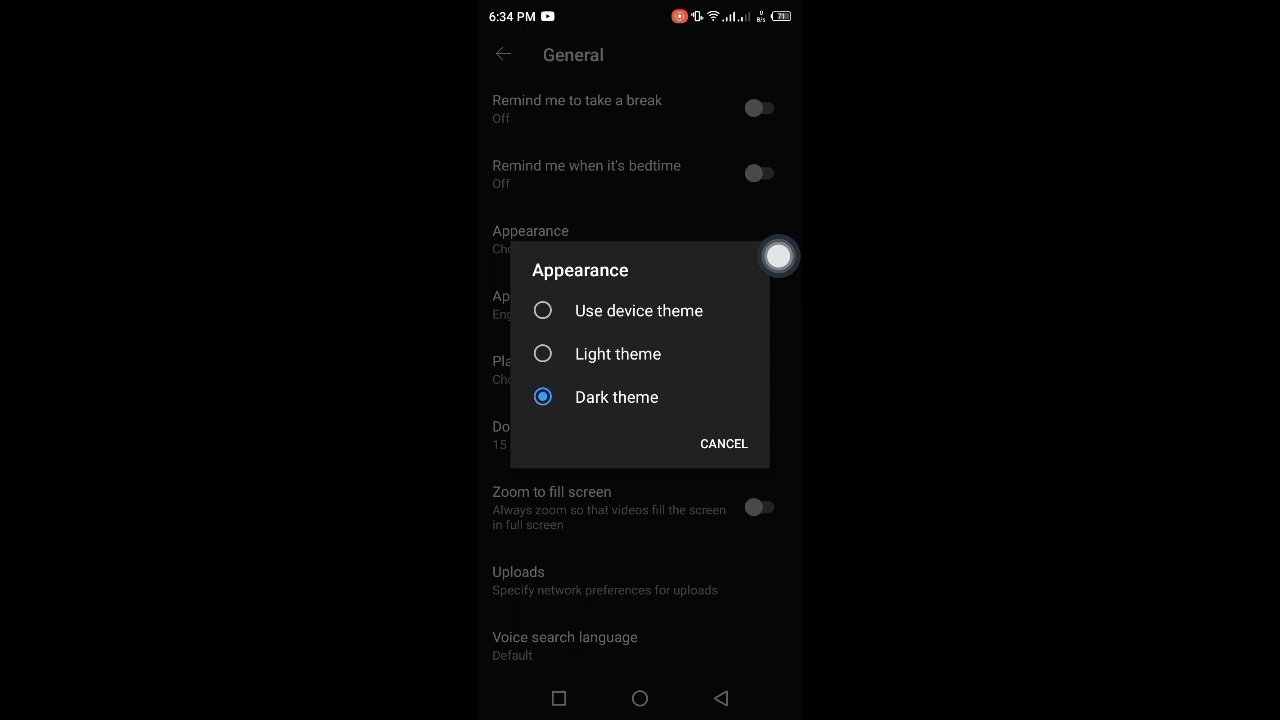 6:34 PM
0
B/s
71
General
Remind me to take a break
Off
Remind me when it's bedtime
Off
Appearance
Cho
Appearance
Use device theme
Ap
Eng
Light theme
Pla
Cho
Dark theme
Do
15
CANCEL
Zoom to fill screen
Always zoom so that videos fill the screen
in full screen
Uploads
Specify network preferences for uploads
Voice search language
Default